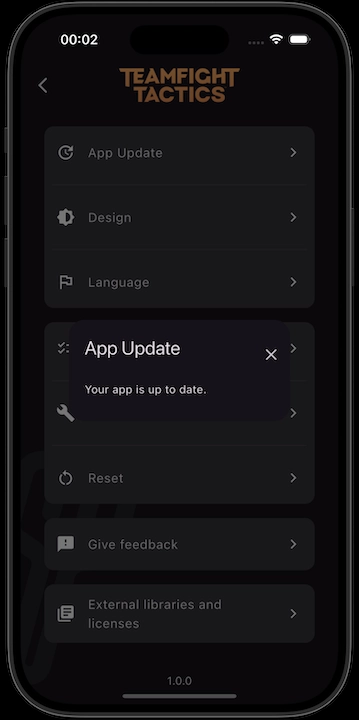 00:02
TEAMFIGHT
TACTICS
App Update
Design
Language
App Update
Your app is up to date.
Reset
Give feedback
External libraries and
licenses
1.0.0